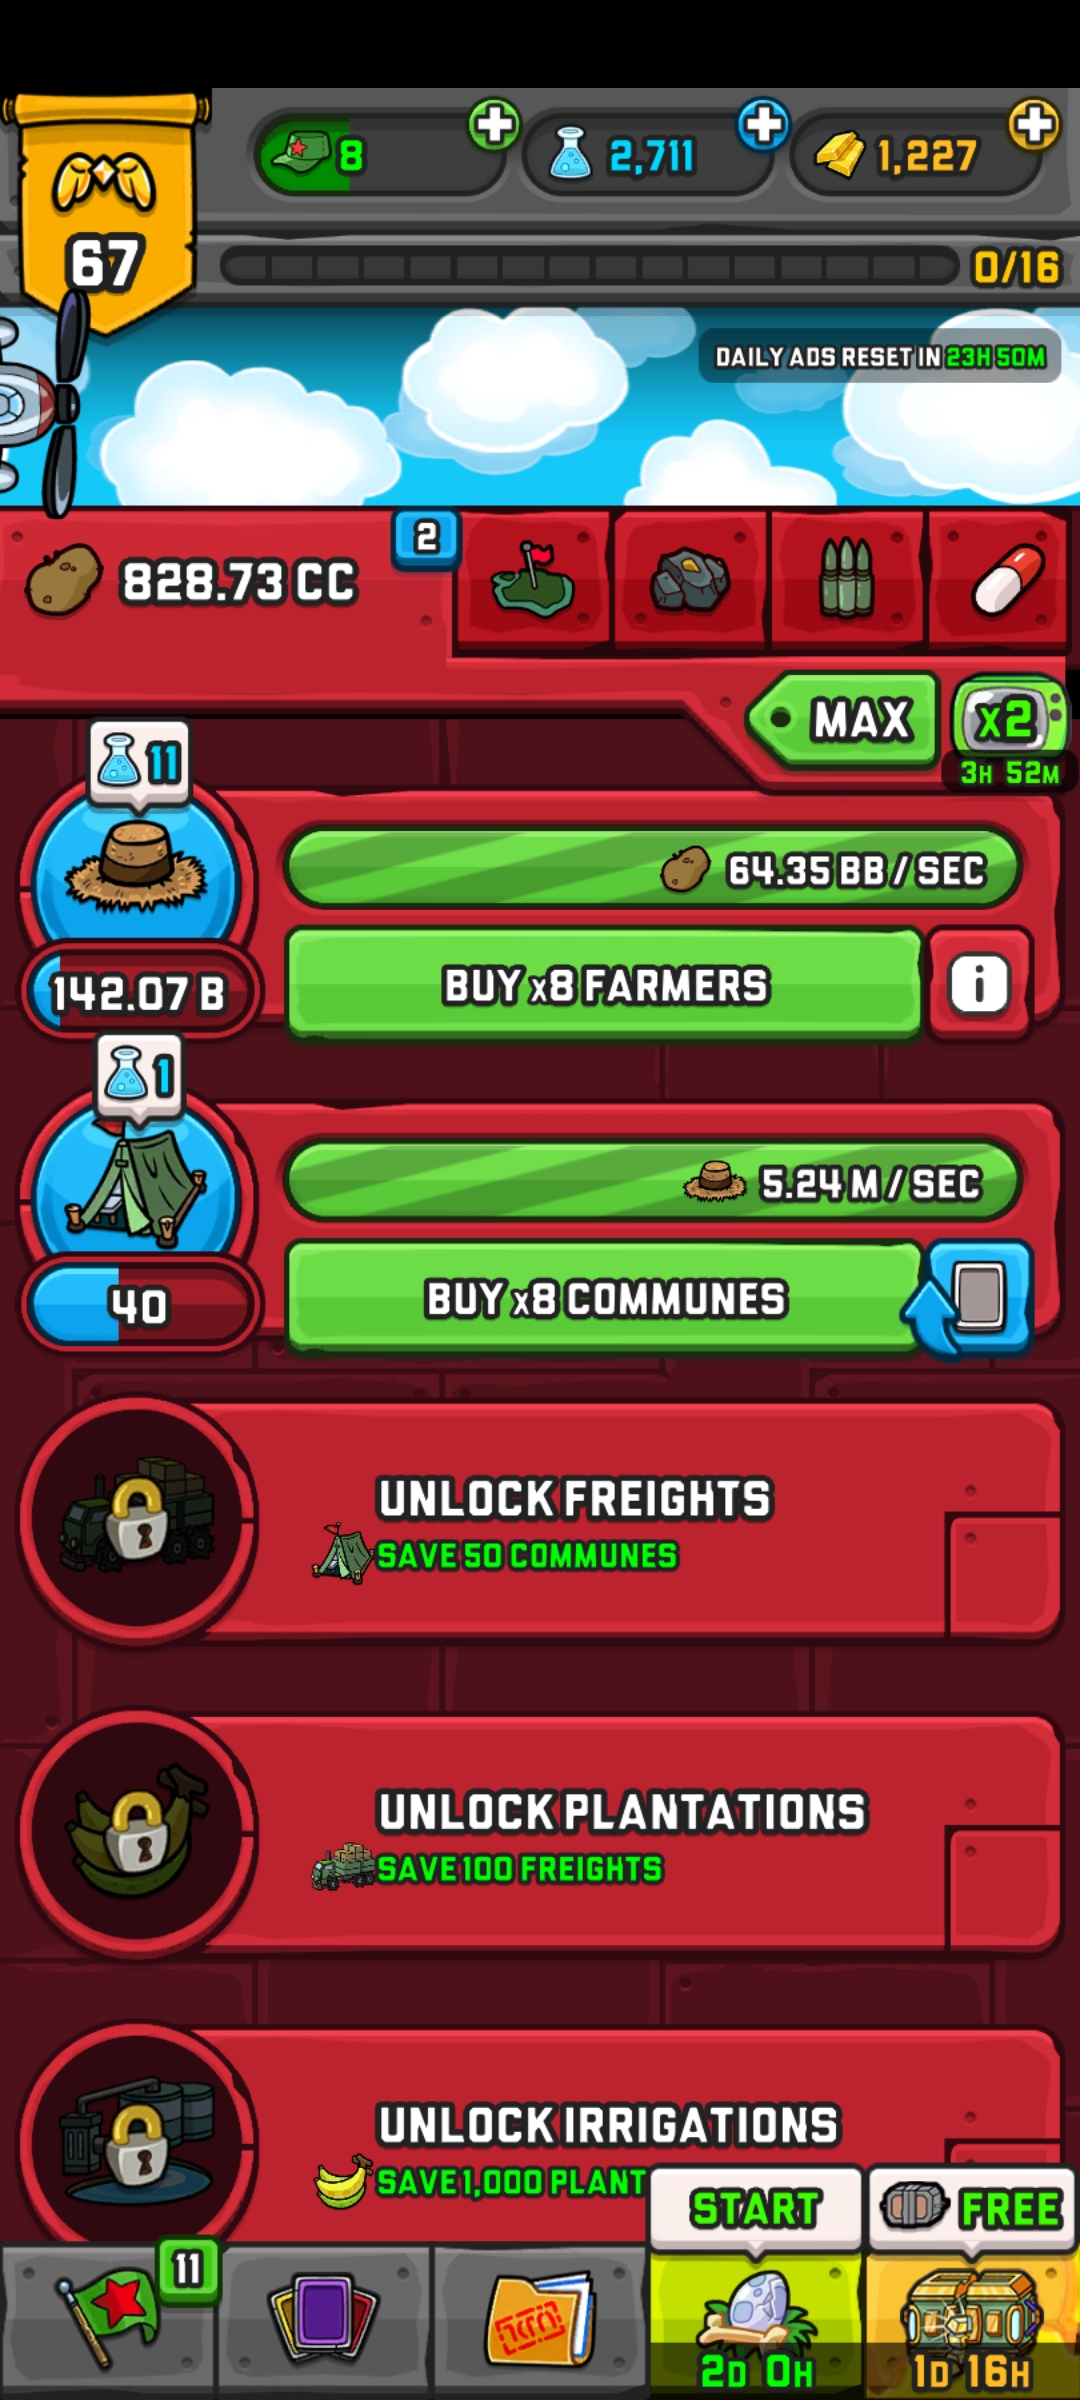 67
8
2,711
1,227
0/16
DAILY ADS RESET IN 23H 50M
828.73 CC
2
MAX
x2
3H 52M
11
64.35 BB / SEC
142.07 B
BUY x8 FARMERS
i
1
5.24 M / SEC
40
BUY x8 COMMUNES
UNLOCK FREIGHTS
SAVE 50 COMMUNES
UNLOCK PLANTATIONS
SAVE 100 FREIGHTS
UNLOCK IRRIGATIONS
SAVE 1,000 PLANT
START
FREE
11
2D 0H
1D 16H